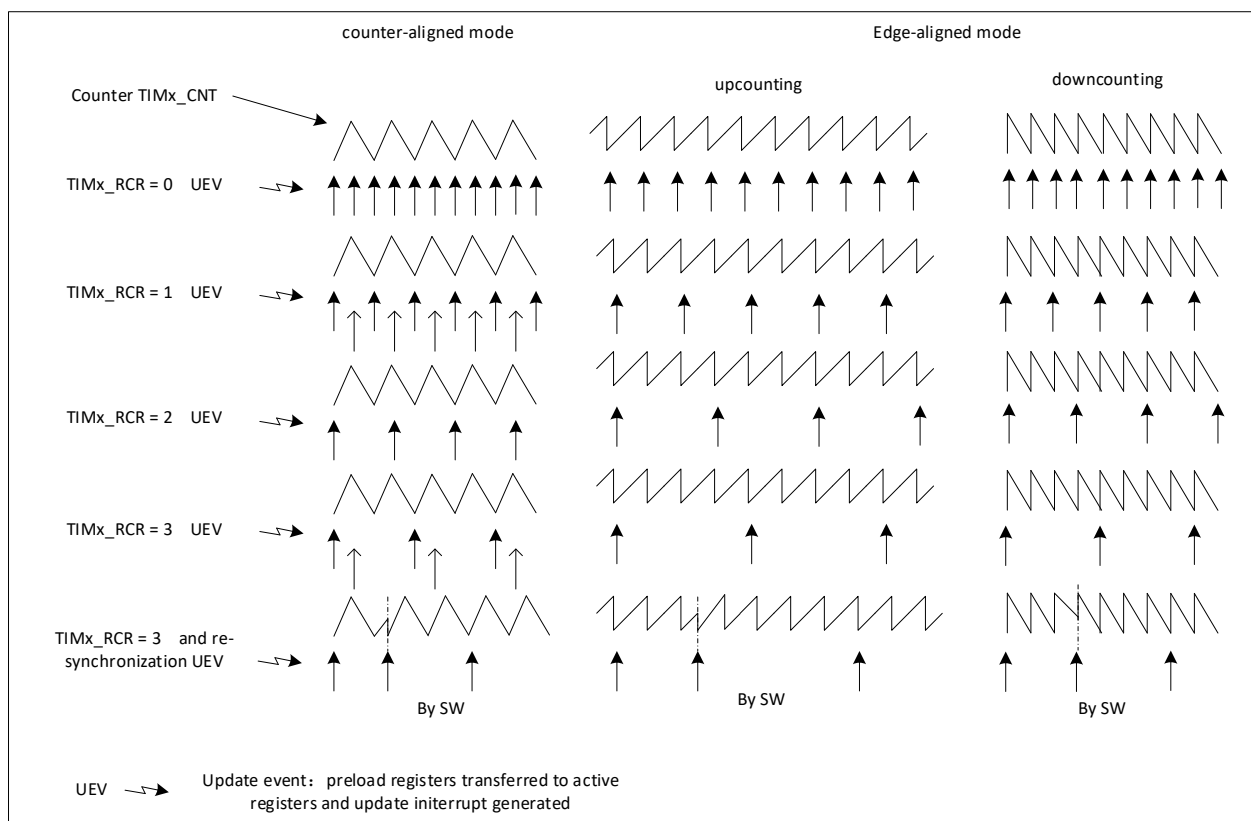 counter-aligned mode
Edge-aligned mode
upcounting
downcounting
Counter TIMx_CNT
TIMx_RCR = 0 UEV
TIMx_RCR = 1 UEV
TIMx_RCR = 2 UEV
TIMx_RCR = 3 UEV
TIMx_RCR = 3 and re-
synchronization UEV
By SW
By SW
By SW
UEV
Update event：preload registers transferred to active
registers and update initerrupt generated